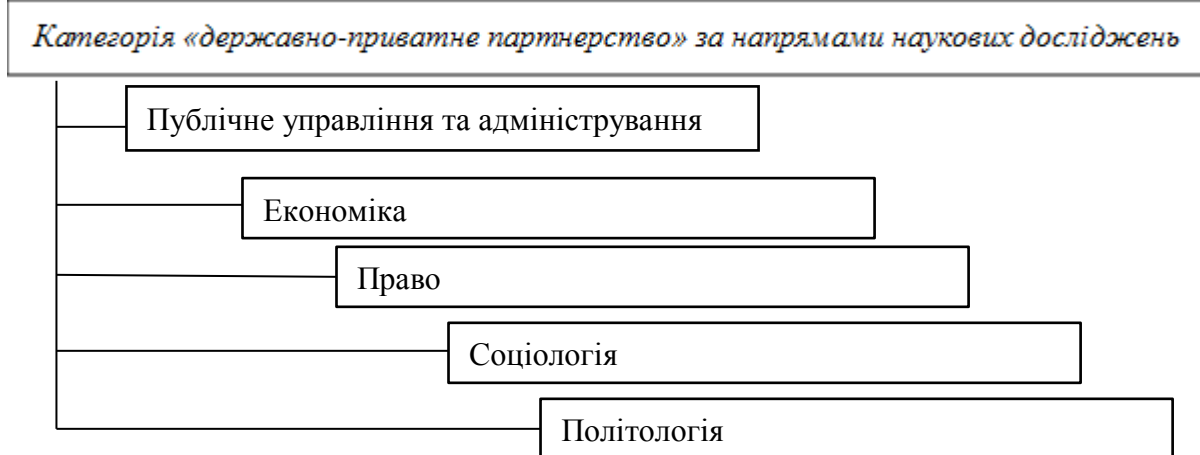 Категорія «державно-приватне партнерство» за напрямами наукових досліджень
Публічне управління та адміністрування
Економіка
Право
Соціологія
Політологія